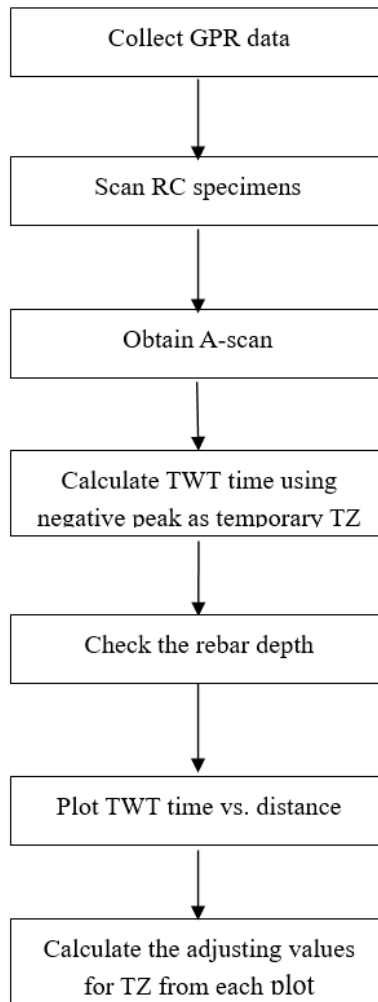 Collect GPR data
Scan RC specimens
Obtain A-scan
Calculate TWT time using
negative peak as temporary TZ
Check the rebar depth
Plot TWT time vs. distance
Calculate the adjusting values
for TZ from each plot